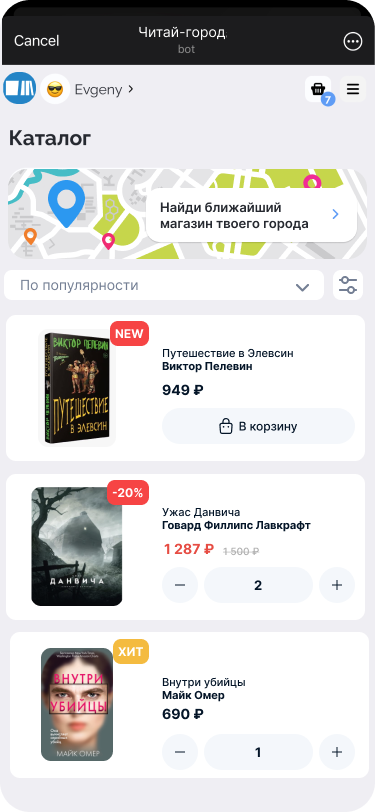 Cancel
Читай-город
bot
Evgeny
7
Каталог
Найди ближайший
магазин твоего города
По популярности
NEW
ВИКТОР ПЕЛЕВИН
ПУТЕШЕСТВИЕ
В ЭЛЕВСИН
Путешествие в Элевсин
Виктор Пелевин
949 ₽
В корзину
-20%
ДАНВИЧА
Ужас Данвича
Говард Филлипс Лавкрафт
1 287 ₽ 1 500 ₽
2
ХИТ
ВНУТРИ
УБИЙЦЫ
МАЙК ОМЕР
Внутри убийцы
Майк Омер
690 ₽
1